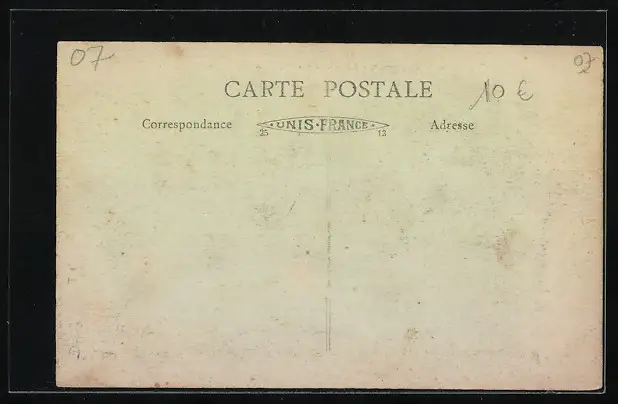 07
07
CARTE POSTALE
10 €
Correspondance
·UNIS·FRANCE·
Adresse
25
13